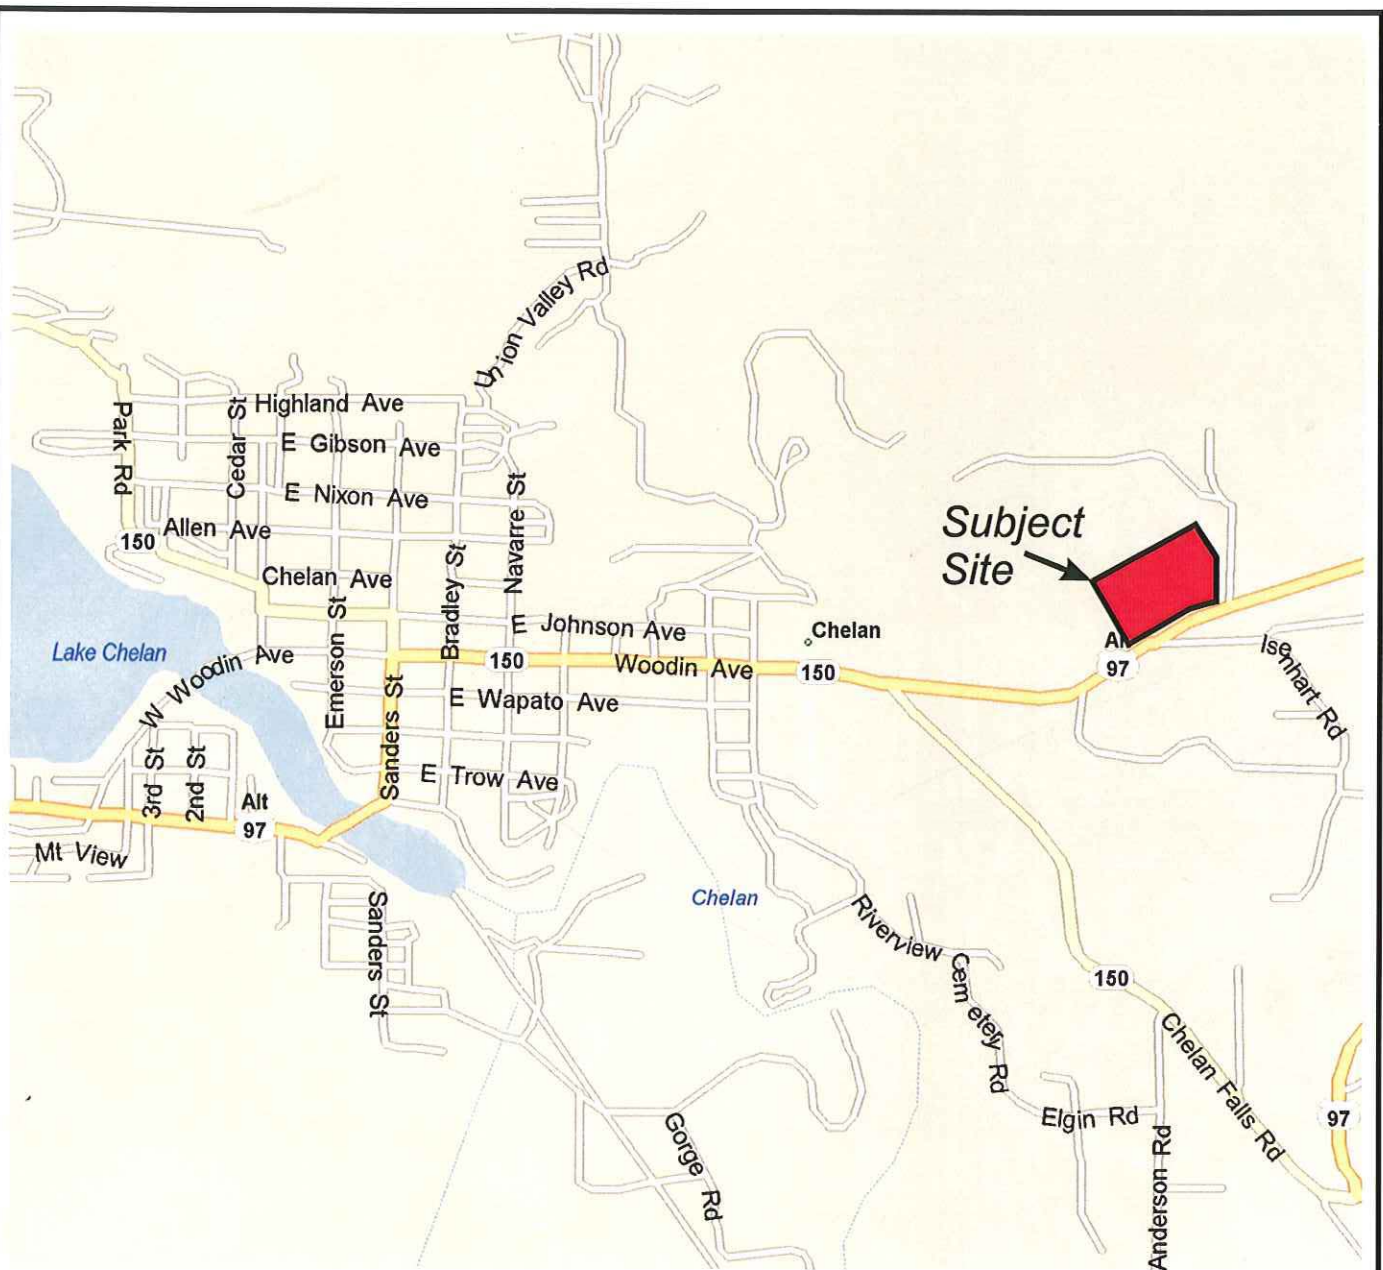 Union Valley Rd
Highland Ave
Park Rd
Cedar St
E Gibson Ave
E Nixon Ave
Navarre St
Allen Ave
150
Subject
Site
Bradley St
Chelan Ave
Emerson St
E Johnson Ave
Chelan
Alt
97
Isenhart Rd
Lake Chelan
W Woodin Ave
150
Woodin Ave
150
Sanders St
E Wapato Ave
3rd St
2nd St
E Trow Ave
Alt
97
Mt View
Chelan
Sanders St
Riverview
Cemetery Rd
150
Chelan Falls Rd
Elgin Rd
97
Gorge Rd
Anderson Rd